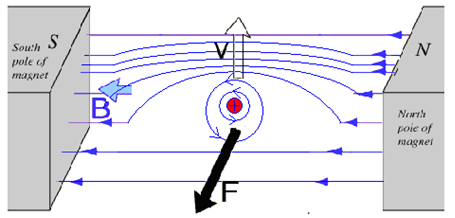 South S
pole of
magnet
V
N
B
+
North
pole of
magnet
F